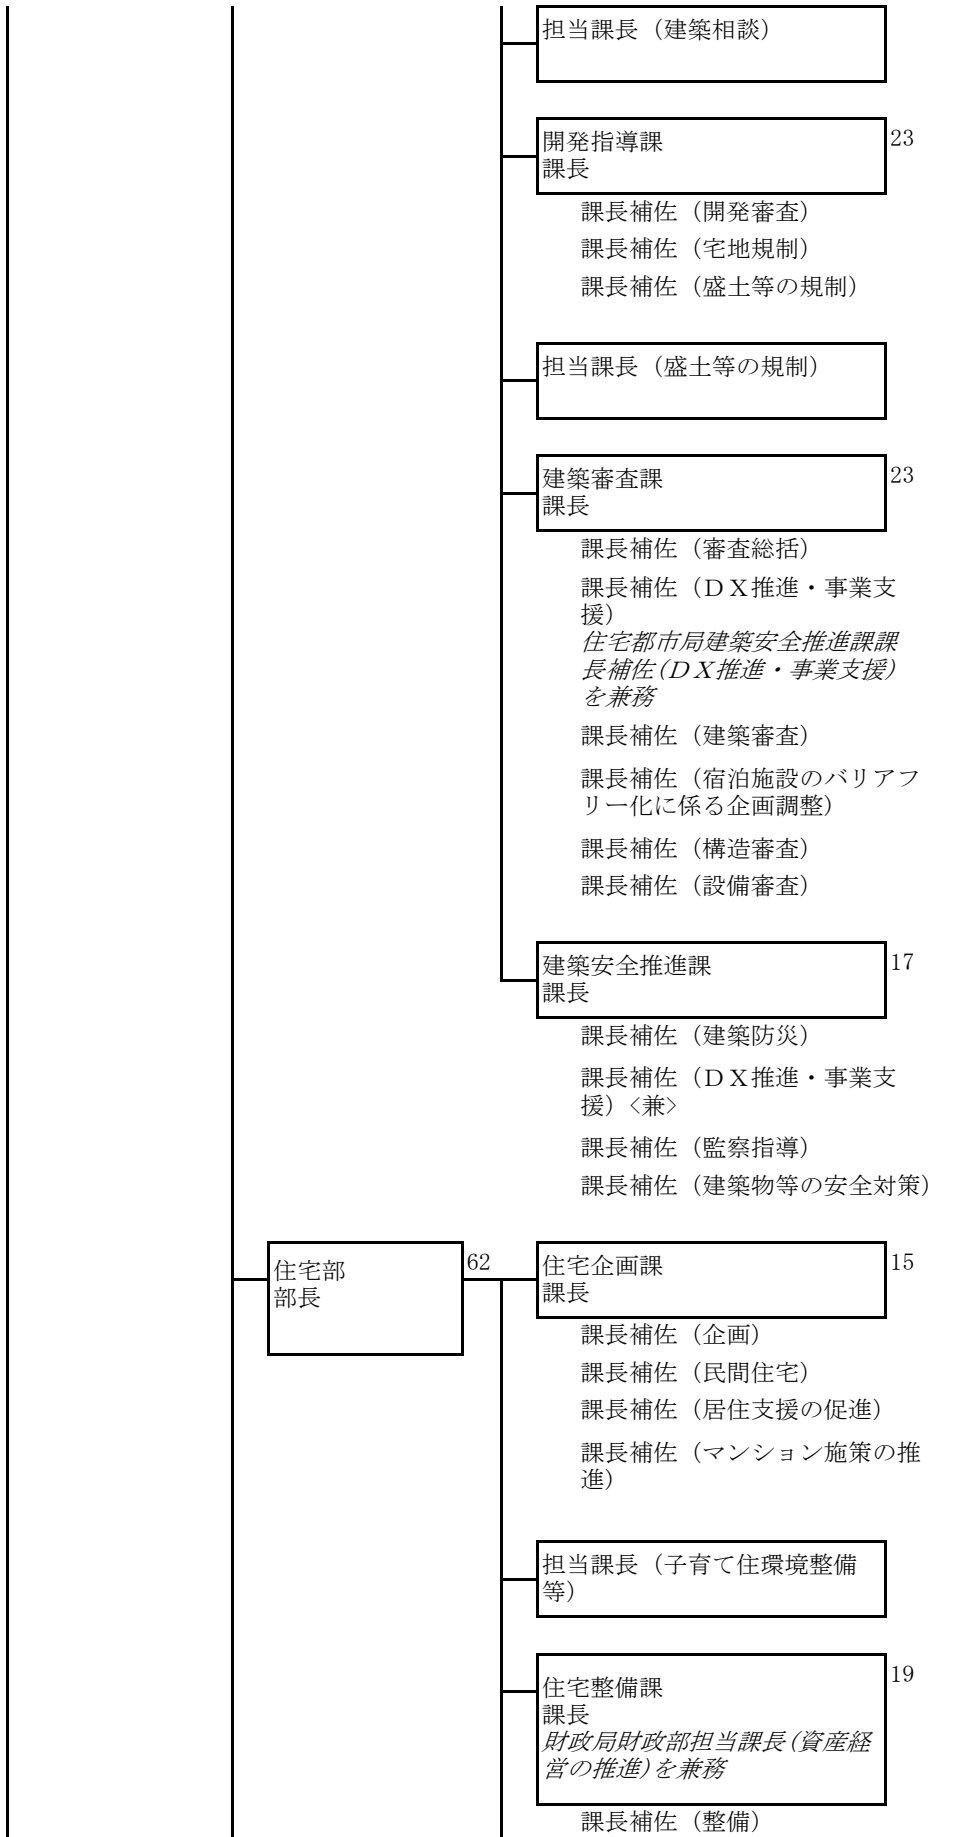 担当課長（建築相談）
開発指導課
課長
23
課長補佐（開発審査）
課長補佐（宅地規制）
課長補佐（盛土等の規制）
担当課長（盛土等の規制）
建築審査課
課長
23
課長補佐（審査総括）
課長補佐（ＤＸ推進・事業支
援）
住宅都市局建築安全推進課課
長補佐(ＤＸ推進・事業支援)
を兼務
課長補佐（建築審査）
課長補佐（宿泊施設のバリアフ
リー化に係る企画調整）
課長補佐（構造審査）
課長補佐（設備審査）
建築安全推進課
課長
17
課長補佐（建築防災）
課長補佐（ＤＸ推進・事業支
援）<兼>
課長補佐（監察指導）
課長補佐（建築物等の安全対策）
住宅部
部長
62
住宅企画課
課長
15
課長補佐（企画）
課長補佐（民間住宅）
課長補佐（居住支援の促進）
課長補佐（マンション施策の推
進）
担当課長（子育て住環境整備
等）
住宅整備課
課長
財政局財政部担当課長(資産経
営の推進)を兼務
19
課長補佐（整備）